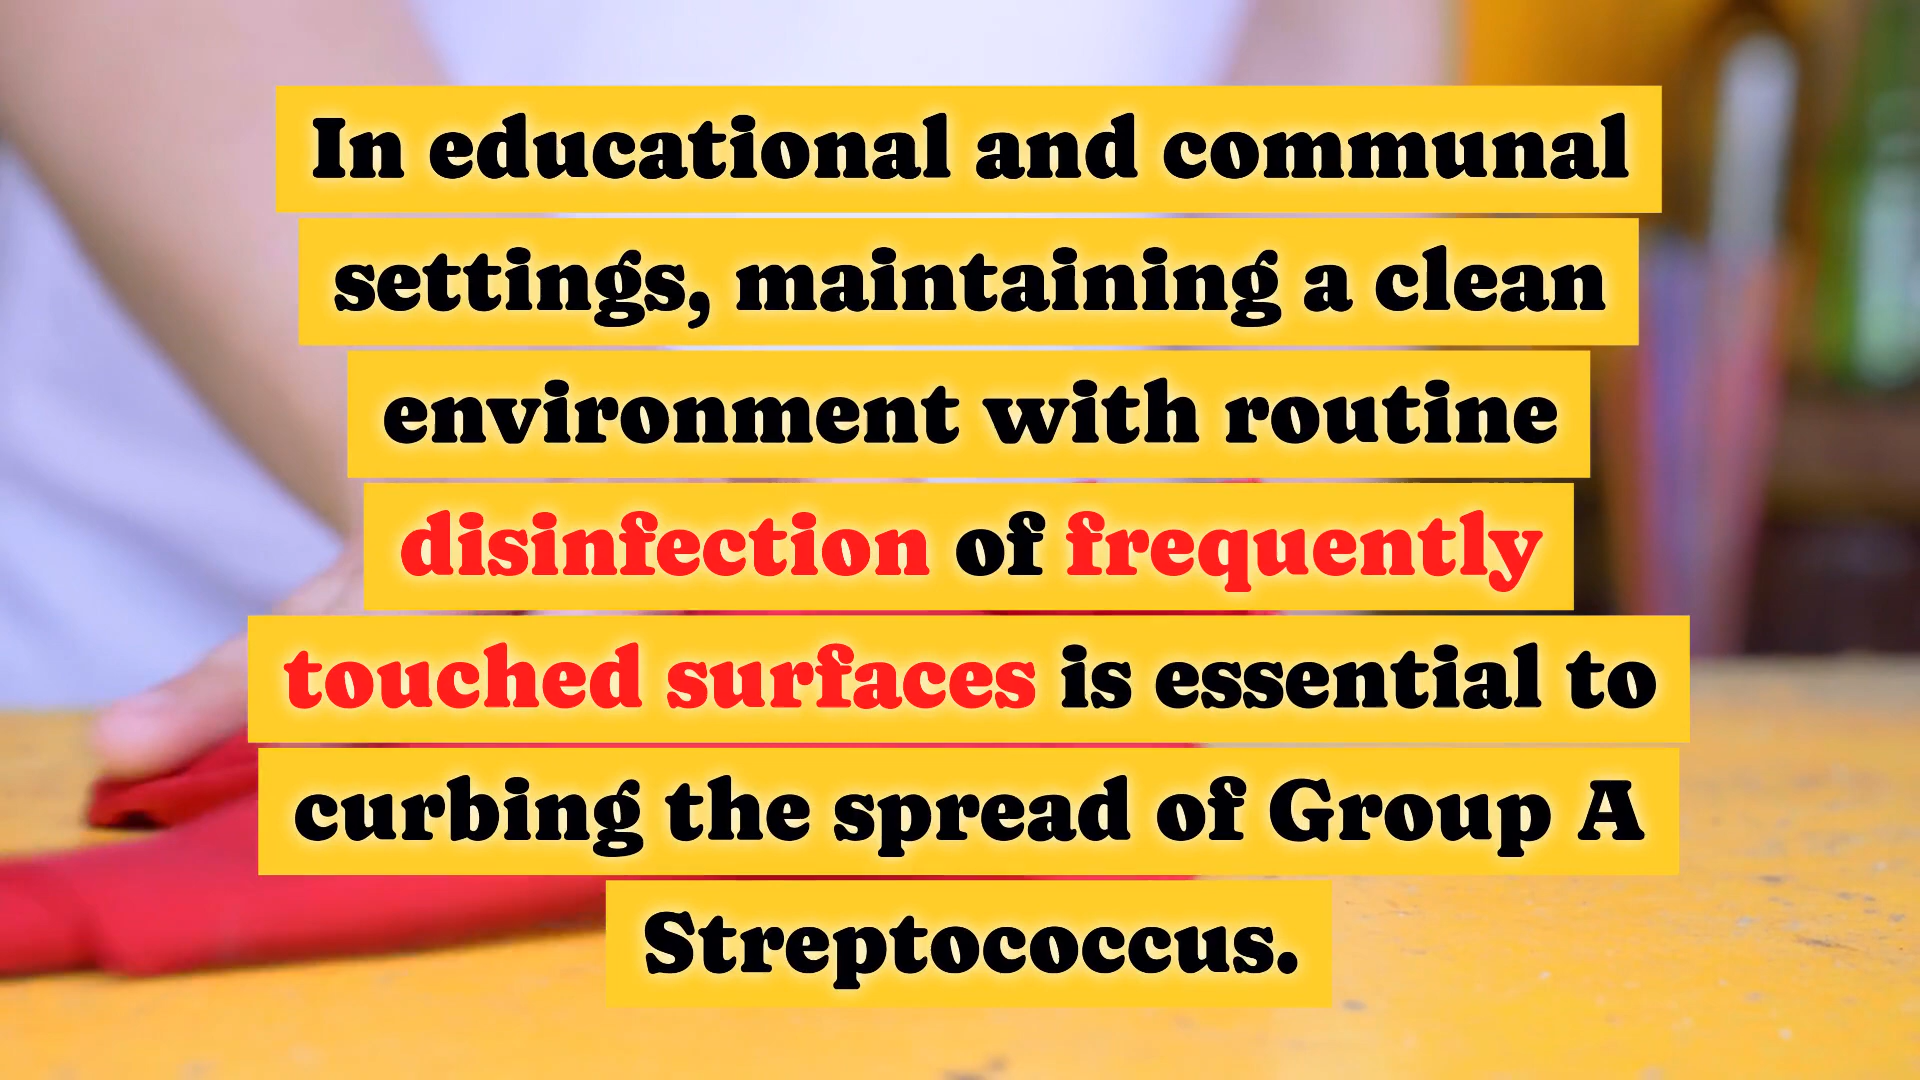 In educational and communal
settings, maintaining a clean
environment with routine
disinfection of frequently
touched surfaces is essential to
curbing the spread of Group A
Streptococcus.